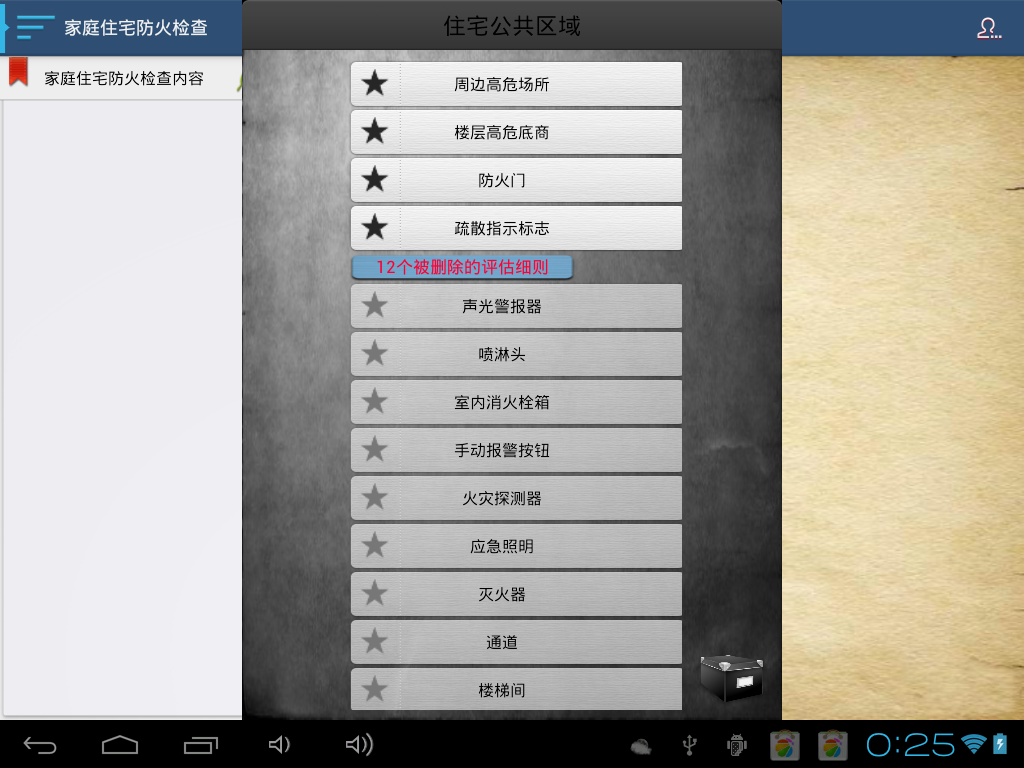 家庭住宅防火检查
家庭住宅防火检查内容
住宅公共区域
周边高危场所
楼层高危底商
防火门
疏散指示标志
12个被删除的评估细则
声光警报器
喷淋头
室内消火栓箱
手动报警按钮
火灾探测器
应急照明
灭火器
通道
楼梯间
0:25